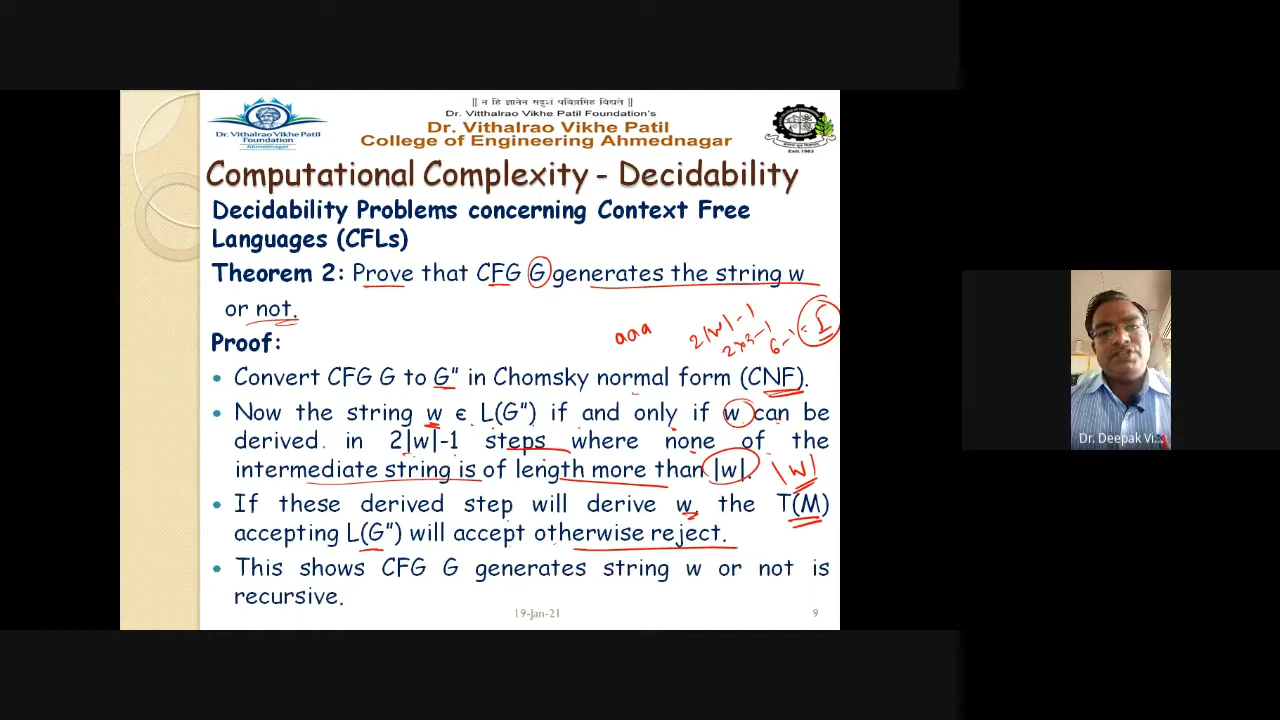 || न हि ज्ञानेन सदृशं पवित्रमिह विद्यते ||
Dr. Vitthalrao Vikhe Patil Foundation's
Dr. Vithalrao Vikhe Patil
College of Engineering Ahmednagar
Dr. Vithalrao Vikhe Patil
Foundation
Ahmednagar
Estt.1983
Computational Complexity - Decidability
Decidability Problems concerning Context Free
Languages (CFLs)
Theorem 2: Prove that CFG G generates the string w
or not.
aaa
2|w|-1
2x3-1
6-1=5
Proof:
• Convert CFG G to G" in Chomsky normal form (CNF).
• Now the string w ϵ L(G") if and only if w can be
derived in 2|w|-1 steps where none of the
intermediate string is of length more than |w|. |w|
• If these derived step will derive w, the T(M)
accepting L(G") will accept otherwise reject.
• This shows CFG G generates string w or not is
recursive.
19-Jan-21
9
Dr. Deepak Vi...